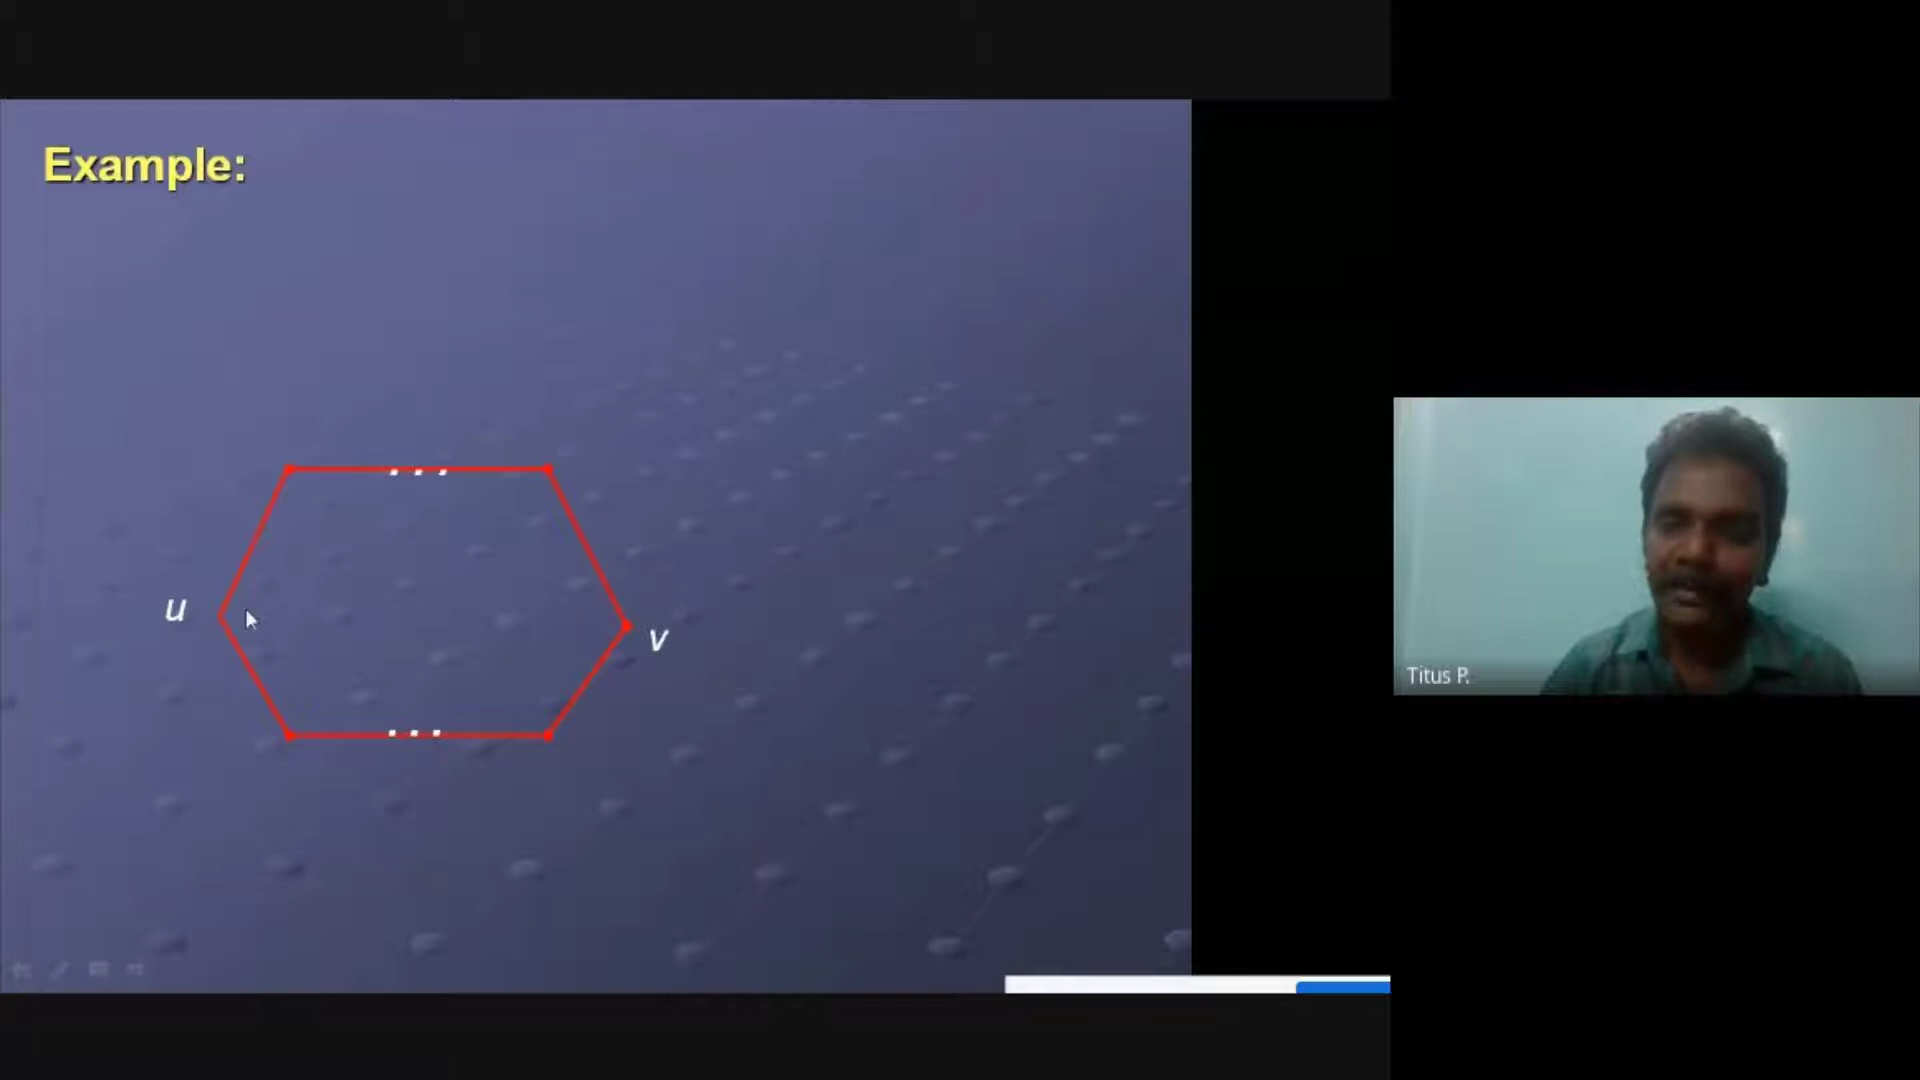 Example:
. . .
u
v
. . .
Titus P.